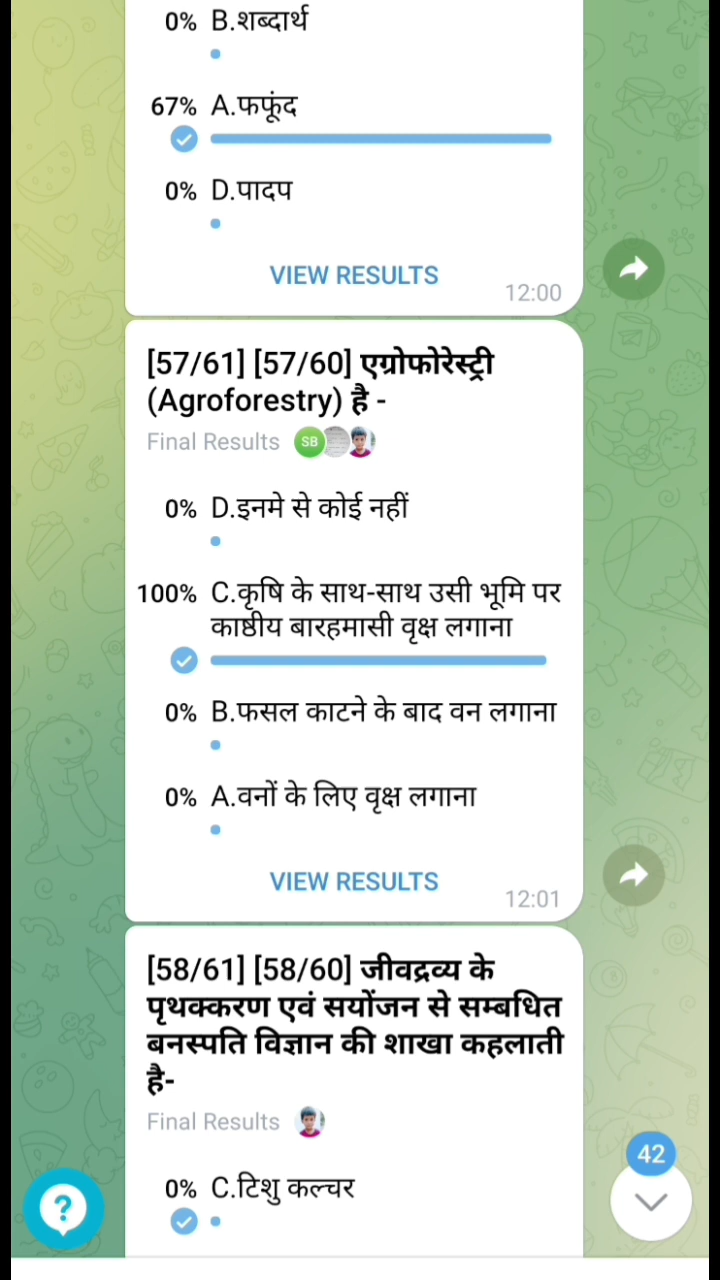 0% B.शब्दार्थ
67% A.फफूंद
0% D.पादप
VIEW RESULTS
12:00
[57/61] [57/60] एग्रोफोरेस्ट्री
(Agroforestry) है -
Final Results SB
0% D.इनमे से कोई नहीं
100% C.कृषि के साथ-साथ उसी भूमि पर
काष्ठीय बारहमासी वृक्ष लगाना
0% B.फसल काटने के बाद वन लगाना
0% A.वनों के लिए वृक्ष लगाना
VIEW RESULTS
12:01
[58/61] [58/60] जीवद्रव्य के
पृथक्करण एवं सयोंजन से सम्बधित
बनस्पति विज्ञान की शाखा कहलाती
है-
Final Results
42
0% C.टिशु कल्चर
?